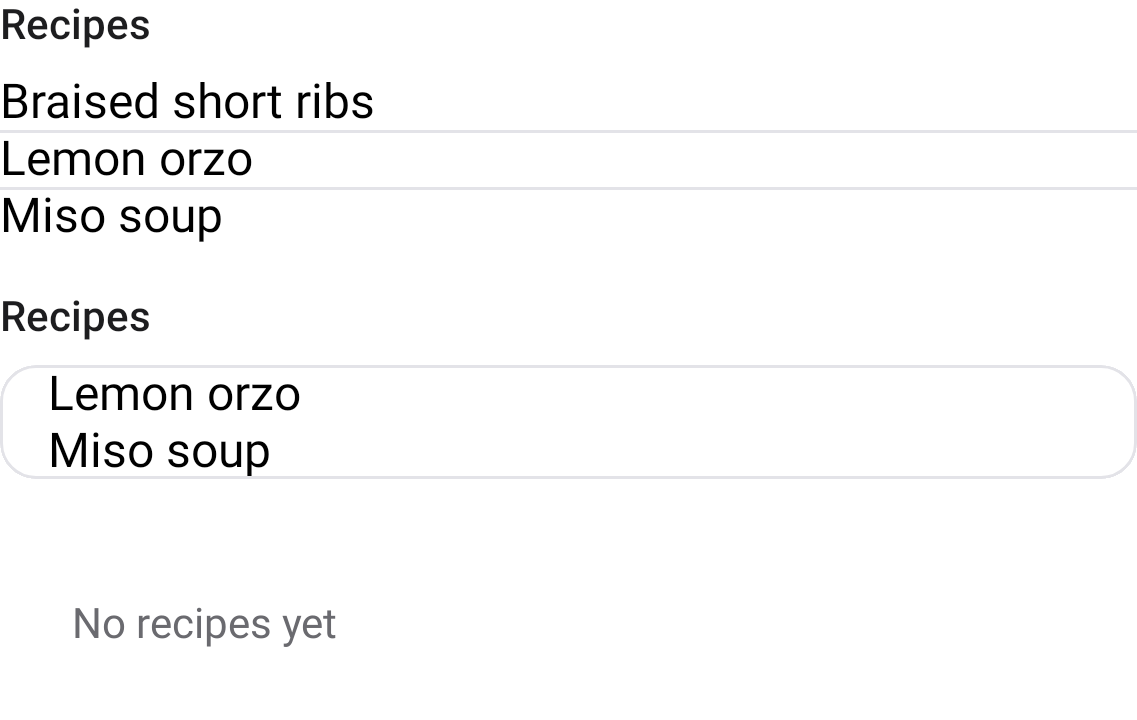 Recipes
Braised short ribs
Lemon orzo
Miso soup
Recipes
Lemon orzo
Miso soup
No recipes yet